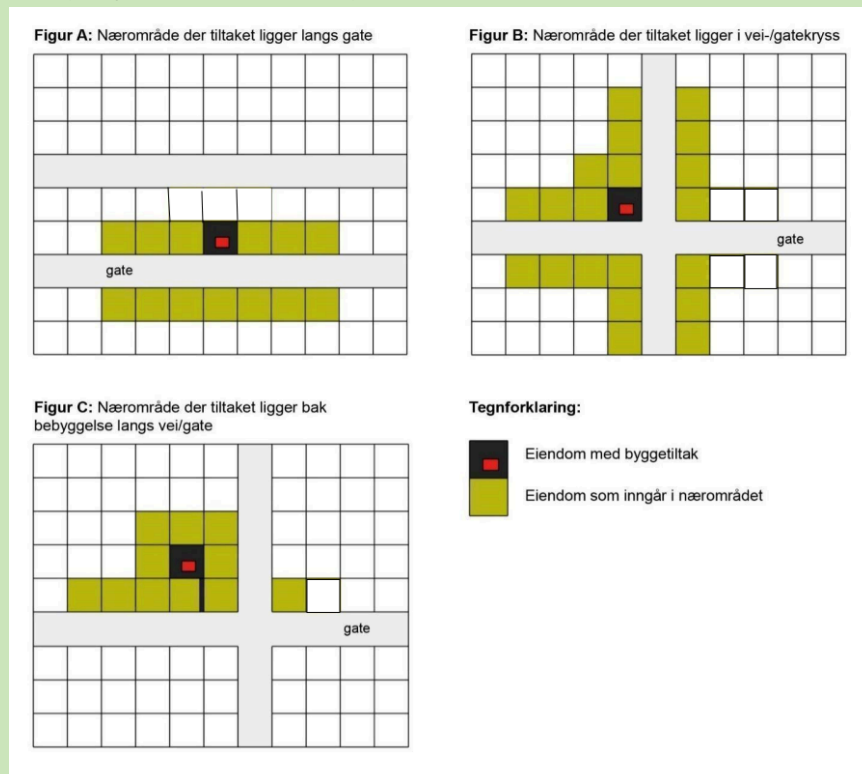 Figur A: Nærområde der tiltaket ligger langs gate
gate
Figur B: Nærområde der tiltaket ligger i vei-/gatekryss
gate
Figur C: Nærområde der tiltaket ligger bak
bebyggelse langs vei/gate
gate
Tegnforklaring:
Eiendom med byggetiltak
Eiendom som inngår i nærområdet